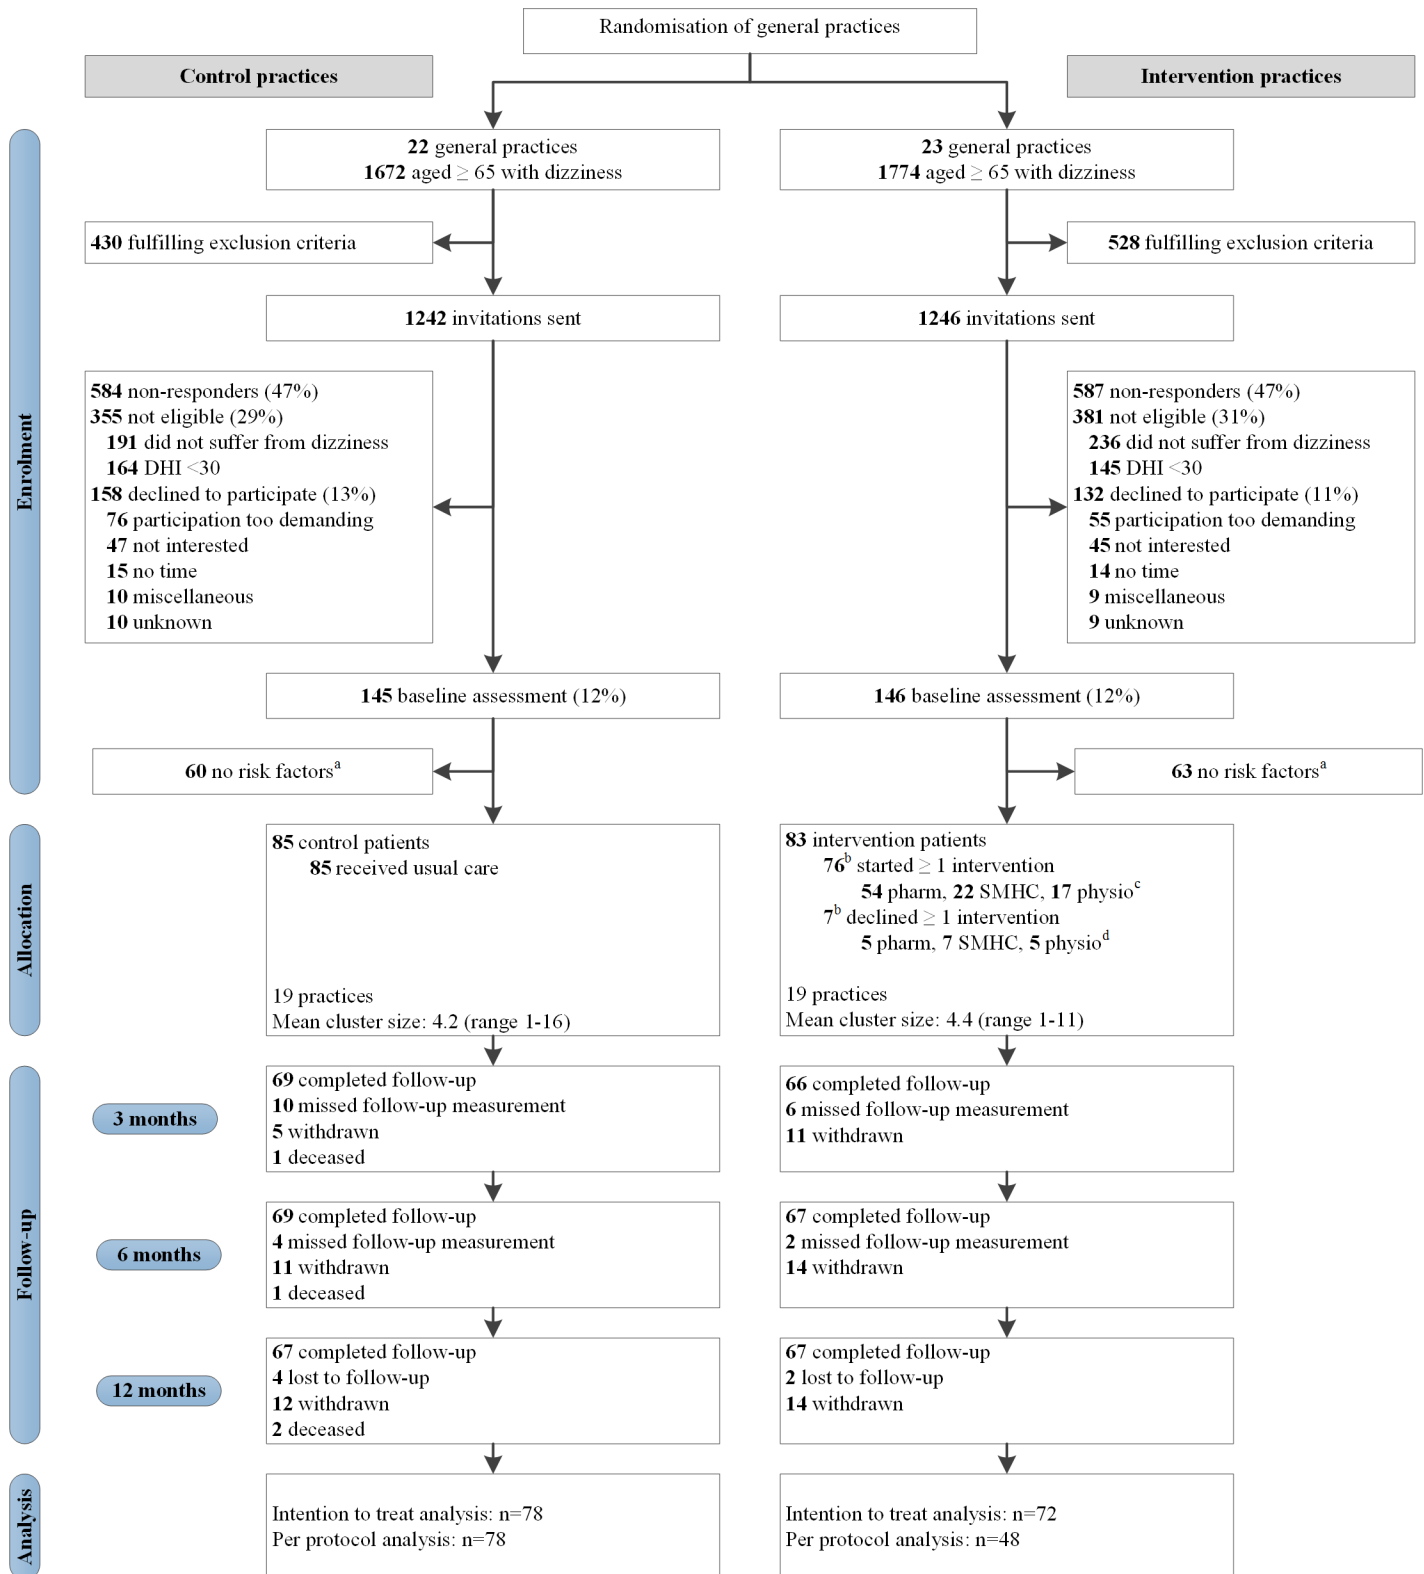 Randomisation of general practices
Control practices
Intervention practices
Enrolment
22 general practices
1672 aged ≥ 65 with dizziness
23 general practices
1774 aged ≥ 65 with dizziness
430 fulfilling exclusion criteria
528 fulfilling exclusion criteria
1242 invitations sent
1246 invitations sent
584 non-responders (47%)
355 not eligible (29%)
191 did not suffer from dizziness
164 DHI <30
158 declined to participate (13%)
76 participation too demanding
47 not interested
15 no time
10 miscellaneous
10 unknown
587 non-responders (47%)
381 not eligible (31%)
236 did not suffer from dizziness
145 DHI <30
132 declined to participate (11%)
55 participation too demanding
45 not interested
14 no time
9 miscellaneous
9 unknown
145 baseline assessment (12%)
146 baseline assessment (12%)
60 no risk factors^a
63 no risk factors^a
Allocation
85 control patients
85 received usual care
19 practices
Mean cluster size: 4.2 (range 1-16)
83 intervention patients
76^b started ≥ 1 intervention
54 pharm, 22 SMHC, 17 physio^c
7^b declined ≥ 1 intervention
5 pharm, 7 SMHC, 5 physio^d
19 practices
Mean cluster size: 4.4 (range 1-11)
Follow-up
3 months
69 completed follow-up
10 missed follow-up measurement
5 withdrawn
1 deceased
66 completed follow-up
6 missed follow-up measurement
11 withdrawn
6 months
69 completed follow-up
4 missed follow-up measurement
11 withdrawn
1 deceased
67 completed follow-up
2 missed follow-up measurement
14 withdrawn
12 months
67 completed follow-up
4 lost to follow-up
12 withdrawn
2 deceased
67 completed follow-up
2 lost to follow-up
14 withdrawn
Analysis
Intention to treat analysis: n=78
Per protocol analysis: n=78
Intention to treat analysis: n=72
Per protocol analysis: n=48